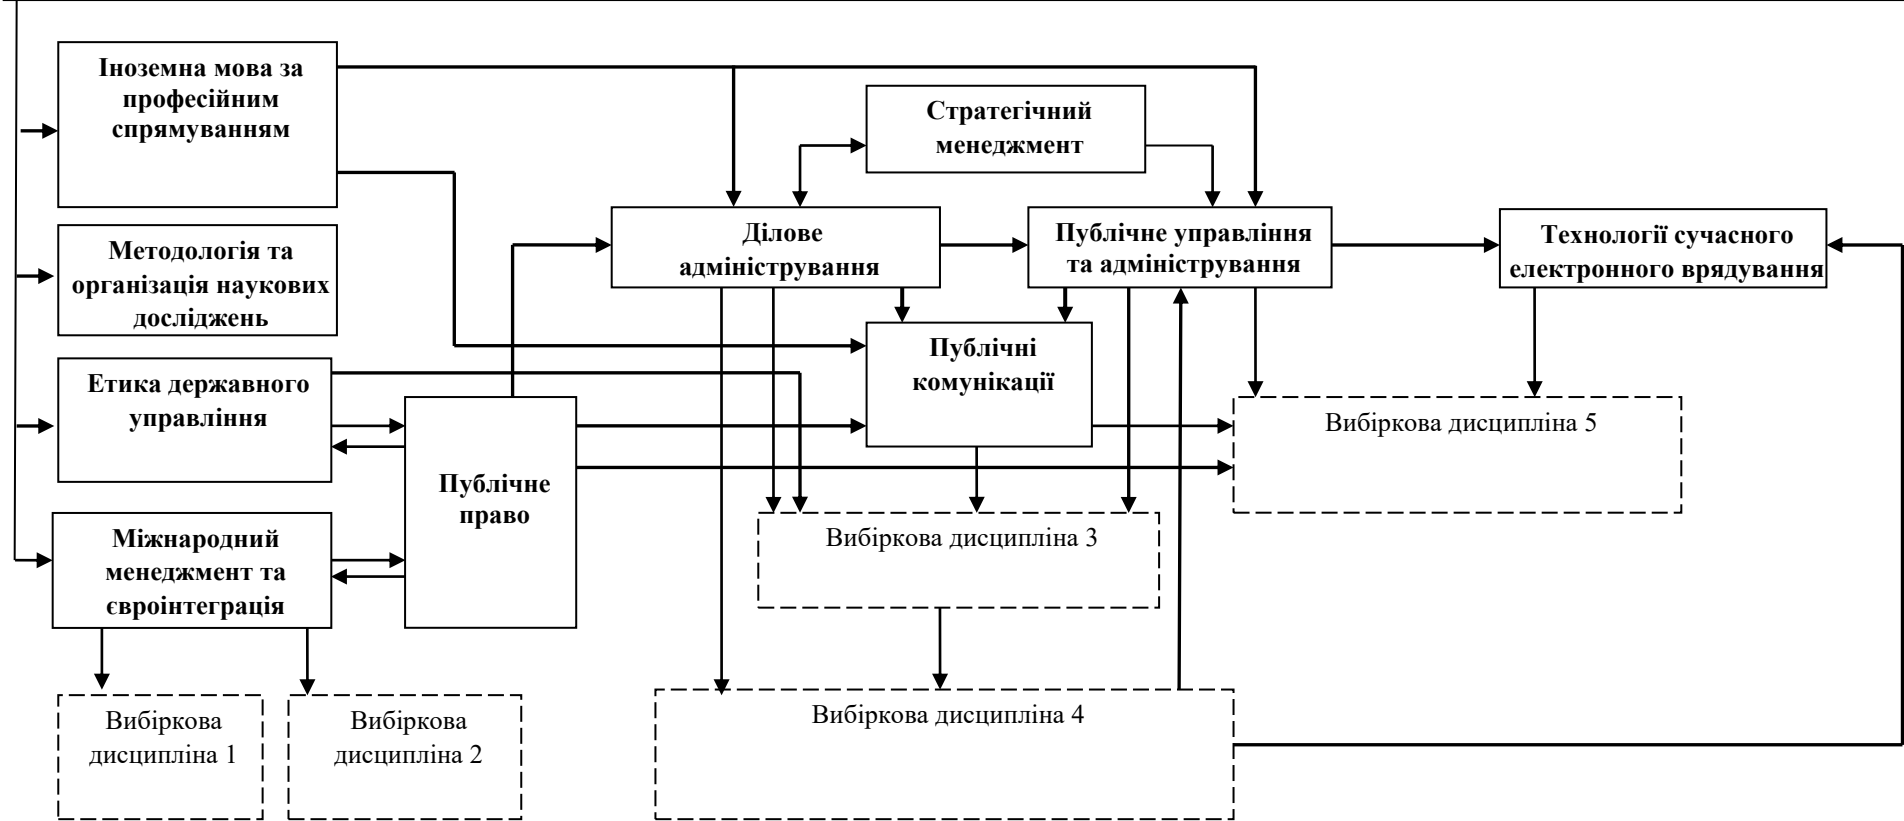 Іноземна мова за
професійним
спрямуванням
Стратегічний
менеджмент
Методологія та
організація наукових
досліджень
Ділове
адміністрування
Публічне управління
та адміністрування
Технології сучасного
електронного врядування
Етика державного
управління
Публічні
комунікації
Вибіркова дисципліна 5
Публічне
право
Міжнародний
менеджмент та
євроінтеграція
Вибіркова дисципліна 3
Вибіркова
дисципліна 1
Вибіркова
дисципліна 2
Вибіркова дисципліна 4